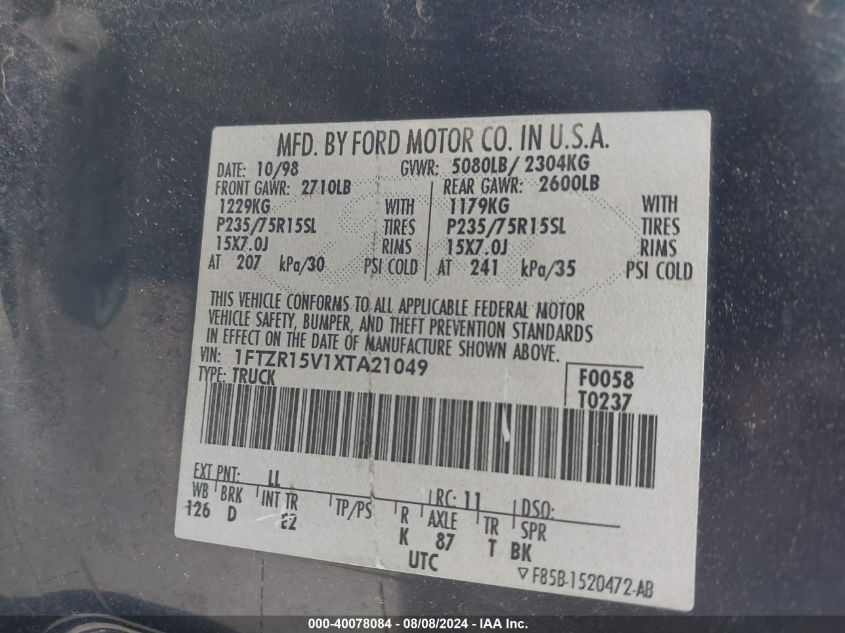 MFD. BY FORD MOTOR CO. IN U.S.A.
DATE: 10/98 GVWR: 5080LB/ 2304KG
FRONT GAWR: 2710LB REAR GAWR: 2600LB
1229KG WITH 1179KG WITH
P235/75R15SL TIRES P235/75R15SL TIRES
15X7.0J RIMS 15X7.0J RIMS
AT 207 kPa/30 PSI COLD AT 241 kPa/35 PSI COLD
THIS VEHICLE CONFORMS TO ALL APPLICABLE FEDERAL MOTOR
VEHICLE SAFETY, BUMPER, AND THEFT PREVENTION STANDARDS
IN EFFECT ON THE DATE OF MANUFACTURE SHOWN ABOVE.
VIN: 1FTZR15V1XTA21049 F0058
TYPE: TRUCK T0237
EXT PNT: LL RC: 11 DSO:
WB BRK INT TR TP/PS R AXLE TR SPR
126 D E2 K 87 T BK
UTC
▽F85B-1520472-AB
000-40078084 - 08/08/2024 - IAA Inc.